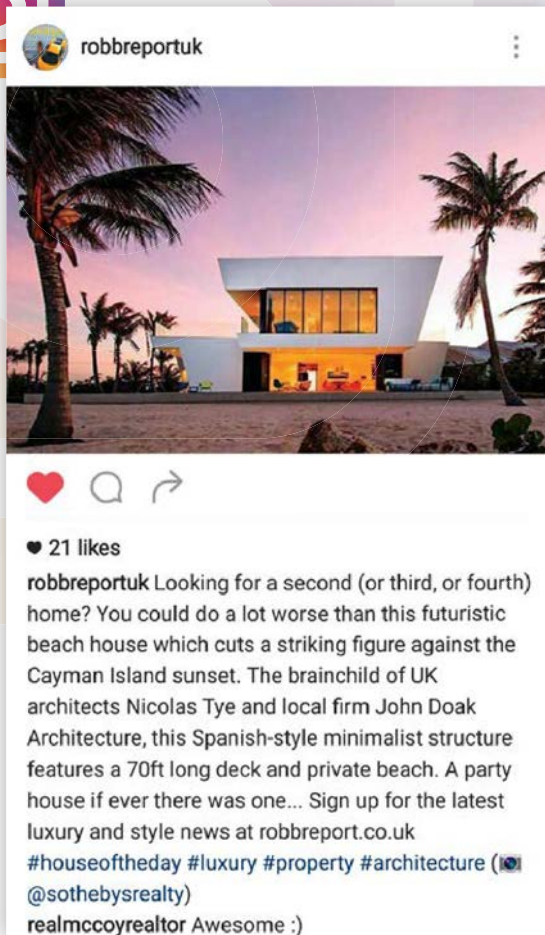 robbreportuk
21 likes
robbreportuk Looking for a second (or third, or fourth)
home? You could do a lot worse than this futuristic
beach house which cuts a striking figure against the
Cayman Island sunset. The brainchild of UK
architects Nicolas Tye and local firm John Doak
Architecture, this Spanish-style minimalist structure
features a 70ft long deck and private beach. A party
house if ever there was one... Sign up for the latest
luxury and style news at robbreport.co.uk
#houseoftheday #luxury #property #architecture (📷
@sothebysrealty)
realmccoyrealtor Awesome :)